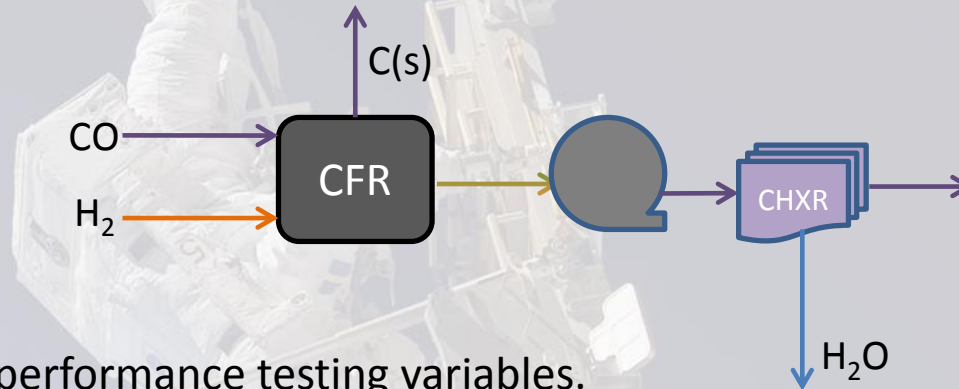 C(s)
CO
CFR
H₂
CHXR
H₂O
performance testing variables.